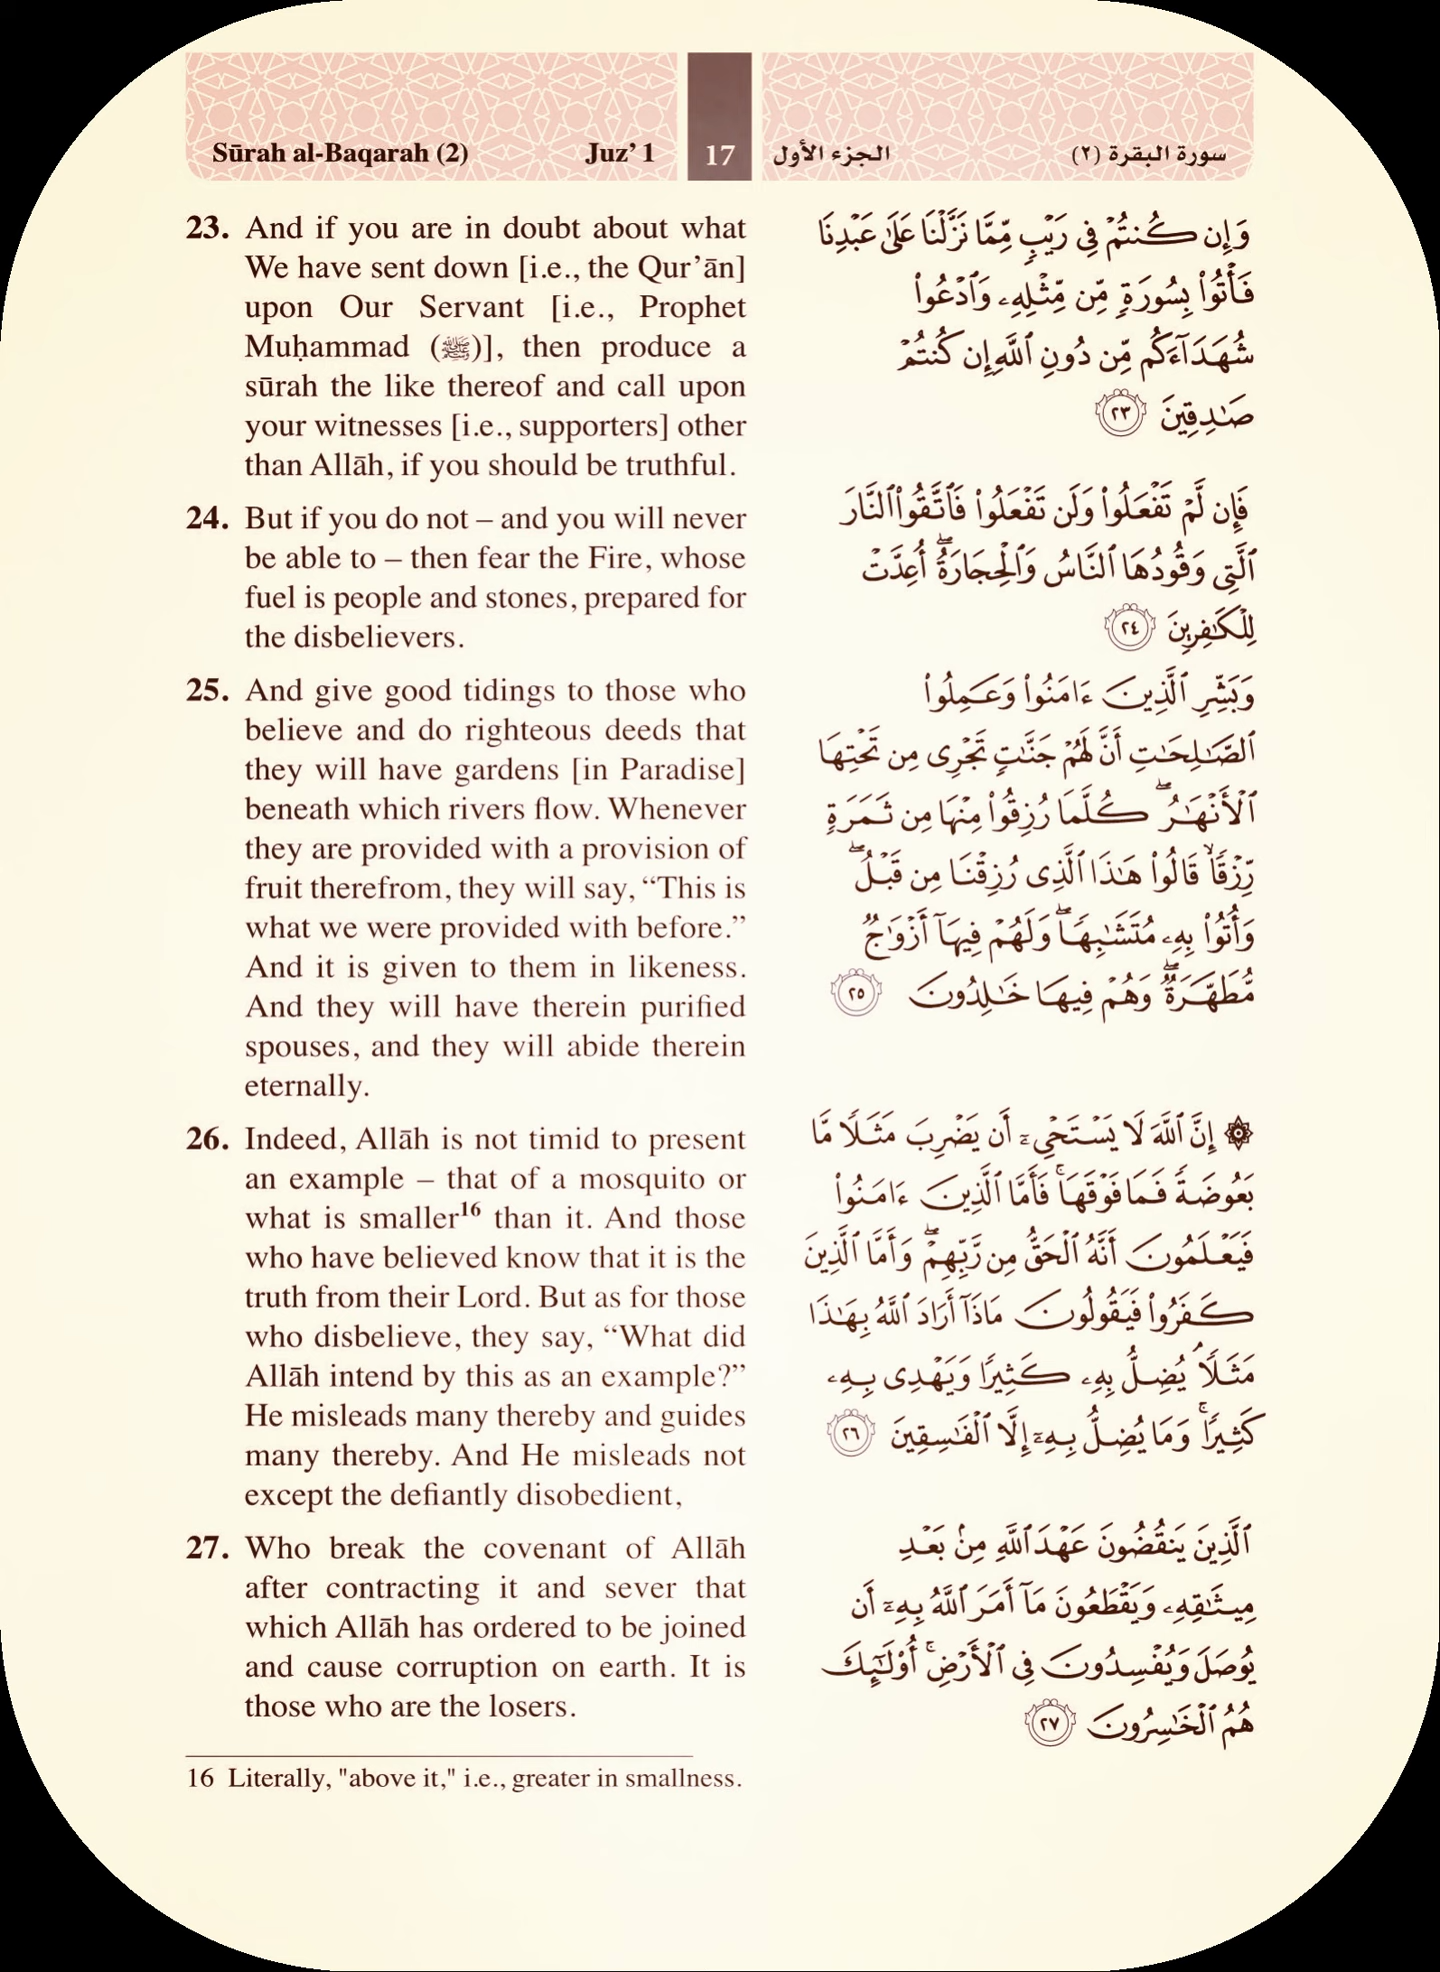 Sūrah al-Baqarah (2) Juz’ 1 17 الجزء الأول سورة البقرة (٢)
23. And if you are in doubt about what
We have sent down [i.e., the Qur’ān]
upon Our Servant [i.e., Prophet
Muḥammad (ﷺ)], then produce a
sūrah the like thereof and call upon
your witnesses [i.e., supporters] other
than Allāh, if you should be truthful.
24. But if you do not – and you will never
be able to – then fear the Fire, whose
fuel is people and stones, prepared for
the disbelievers.
25. And give good tidings to those who
believe and do righteous deeds that
they will have gardens [in Paradise]
beneath which rivers flow. Whenever
they are provided with a provision of
fruit therefrom, they will say, “This is
what we were provided with before.”
And it is given to them in likeness.
And they will have therein purified
spouses, and they will abide therein
eternally.
26. Indeed, Allāh is not timid to present
an example – that of a mosquito or
what is smaller16 than it. And those
who have believed know that it is the
truth from their Lord. But as for those
who disbelieve, they say, “What did
Allāh intend by this as an example?”
He misleads many thereby and guides
many thereby. And He misleads not
except the defiantly disobedient,
27. Who break the covenant of Allāh
after contracting it and sever that
which Allāh has ordered to be joined
and cause corruption on earth. It is
those who are the losers.
وَإِن كُنتُمْ فِى رَيْبٍ مِّمَّا نَزَّلْنَا عَلَىٰ عَبْدِنَا
فَأْتُوا۟ بِسُورَةٍ مِّن مِّثْلِهِۦ وَٱدْعُوا۟
شُهَدَآءَكُم مِّن دُونِ ٱللَّهِ إِن كُنتُمْ
صَـٰدِقِينَ ٢٣
فَإِن لَّمْ تَفْعَلُوا۟ وَلَن تَفْعَلُوا۟ فَٱتَّقُوا۟ ٱلنَّارَ
ٱلَّتِى وَقُودُهَا ٱلنَّاسُ وَٱلْحِجَارَةُ ۖ أُعِدَّتْ
لِلْكَـٰفِرِينَ ٢٤
وَبَشِّرِ ٱلَّذِينَ ءَامَنُوا۟ وَعَمِلُوا۟
ٱلصَّـٰلِحَـٰتِ أَنَّ لَهُمْ جَنَّـٰتٍ تَجْرِى مِن تَحْتِهَا
ٱلْأَنْهَـٰرُ ۖ كُلَّمَا رُزِقُوا۟ مِنْهَا مِن ثَمَرَةٍ
رِّزْقًا ۙ قَالُوا۟ هَـٰذَا ٱلَّذِى رُزِقْنَا مِن قَبْلُ ۖ
وَأُتُوا۟ بِهِۦ مُتَشَـٰبِهًا ۖ وَلَهُمْ فِيهَآ أَزْوَٰجٌ
مُّطَهَّرَةٌ ۖ وَهُمْ فِيهَا خَـٰلِدُونَ ٢٥
۞ إِنَّ ٱللَّهَ لَا يَسْتَحْىِۦٓ أَن يَضْرِبَ مَثَلًا مَّا
بَعُوضَةً فَمَا فَوْقَهَا ۚ فَأَمَّا ٱلَّذِينَ ءَامَنُوا۟
فَيَعْلَمُونَ أَنَّهُ ٱلْحَقُّ مِن رَّبِّهِمْ ۖ وَأَمَّا ٱلَّذِينَ
كَفَرُوا۟ فَيَقُولُونَ مَاذَآ أَرَادَ ٱللَّهُ بِهَـٰذَا
مَثَلًا ۘ يُضِلُّ بِهِۦ كَثِيرًا وَيَهْدِى بِهِۦ
كَثِيرًا ۚ وَمَا يُضِلُّ بِهِۦٓ إِلَّا ٱلْفَـٰسِقِينَ ٢٦
ٱلَّذِينَ يَنقُضُونَ عَهْدَ ٱللَّهِ مِنۢ بَعْدِ
مِيثَـٰقِهِۦ وَيَقْطَعُونَ مَآ أَمَرَ ٱللَّهُ بِهِۦٓ أَن
يُوصَلَ وَيُفْسِدُونَ فِى ٱلْأَرْضِ ۚ أُو۟لَـٰٓئِكَ
هُمُ ٱلْخَـٰسِرُونَ ٢٧
16 Literally, "above it," i.e., greater in smallness.